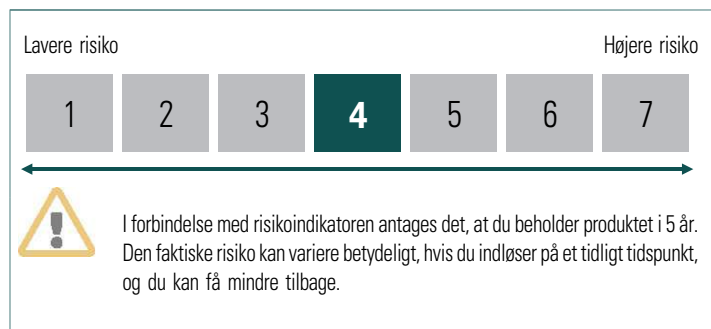 Lavere risiko Højere risiko
1 2 3 4 5 6 7
I forbindelse med risikoindikatoren antages det, at du beholder produktet i 5 år.
Den faktiske risiko kan variere betydeligt, hvis du indløser på et tidligt tidspunkt,
og du kan få mindre tilbage.